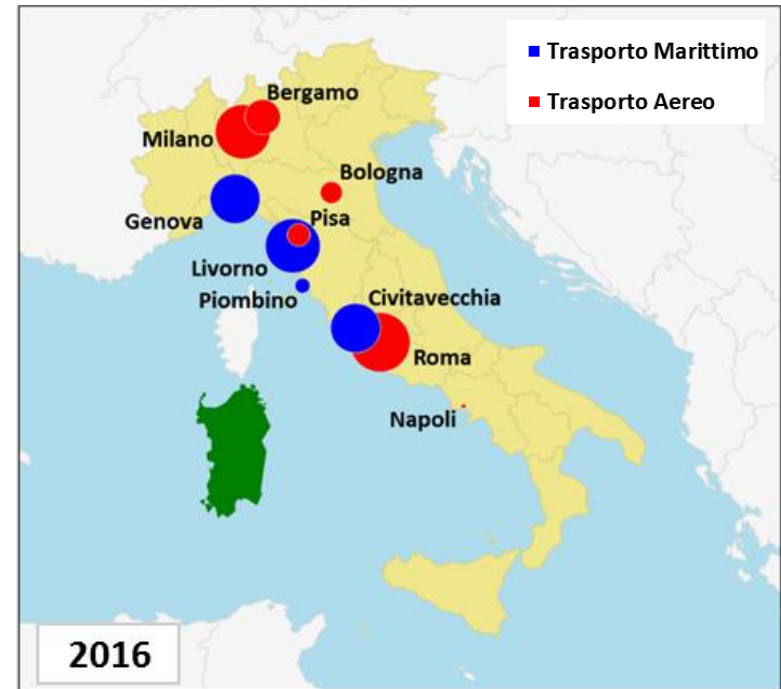 Trasporto Marittimo
Trasporto Aereo
Bergamo
Milano
Bologna
Genova
Pisa
Livorno
Piombino
Civitavecchia
Roma
Napoli
2016